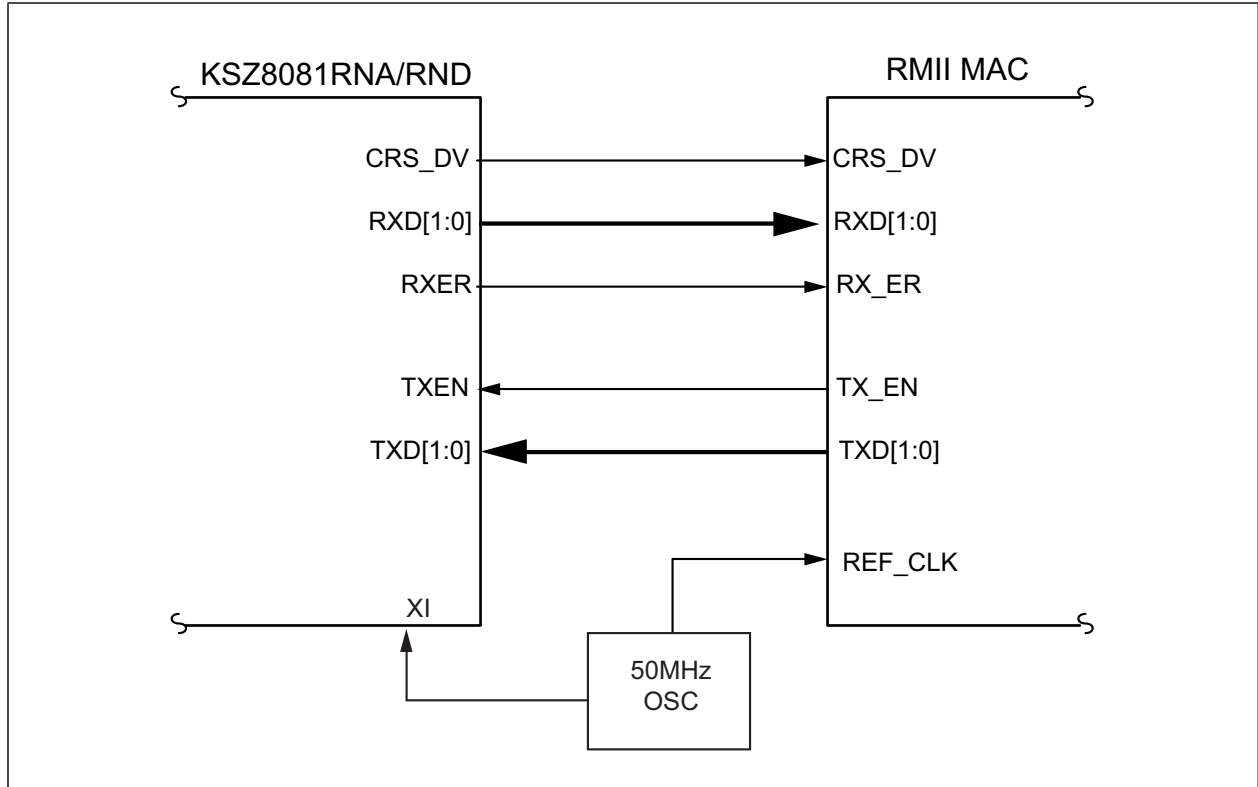 KSZ8081RNA/RND
RMII MAC
CRS_DV
CRS_DV
RXD[1:0]
RXD[1:0]
RXER
RX_ER
TXEN
TX_EN
TXD[1:0]
TXD[1:0]
REF_CLK
XI
50MHz
OSC